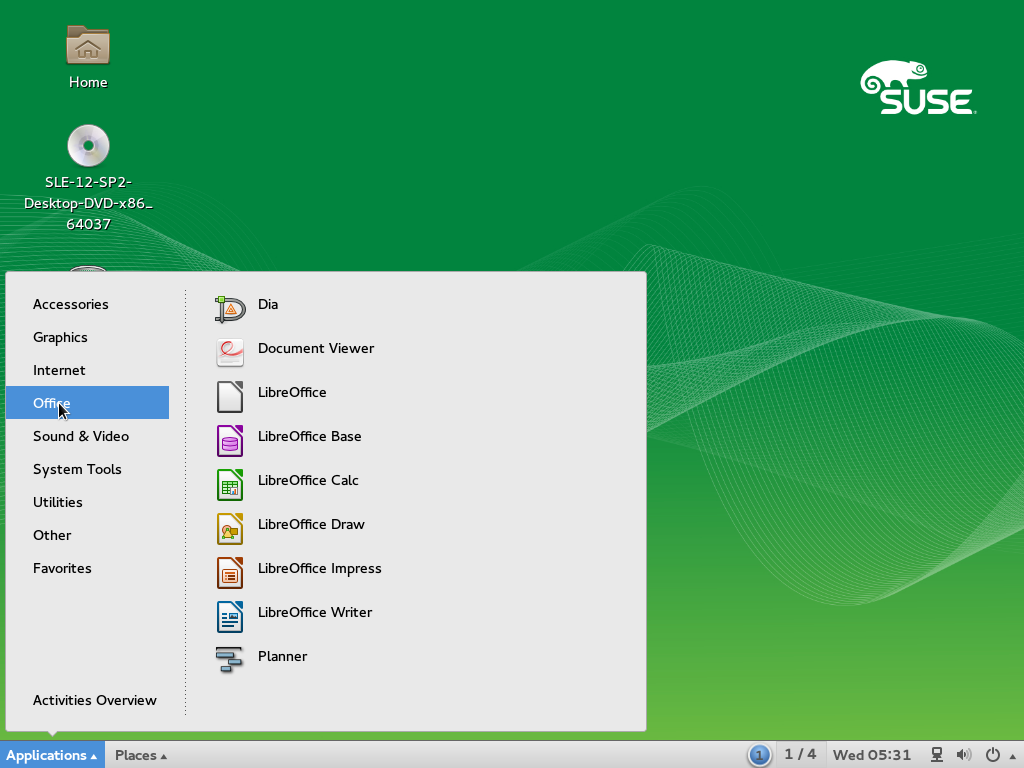 Home
SUSE
SLE-12-SP2-
Desktop-DVD-x86_
64037
Accessories
Graphics
Internet
Office
Sound & Video
System Tools
Utilities
Other
Favorites
Activities Overview
Dia
Document Viewer
LibreOffice
LibreOffice Base
LibreOffice Calc
LibreOffice Draw
LibreOffice Impress
LibreOffice Writer
Planner
Applications
Places
1
1 / 4
Wed 05:31